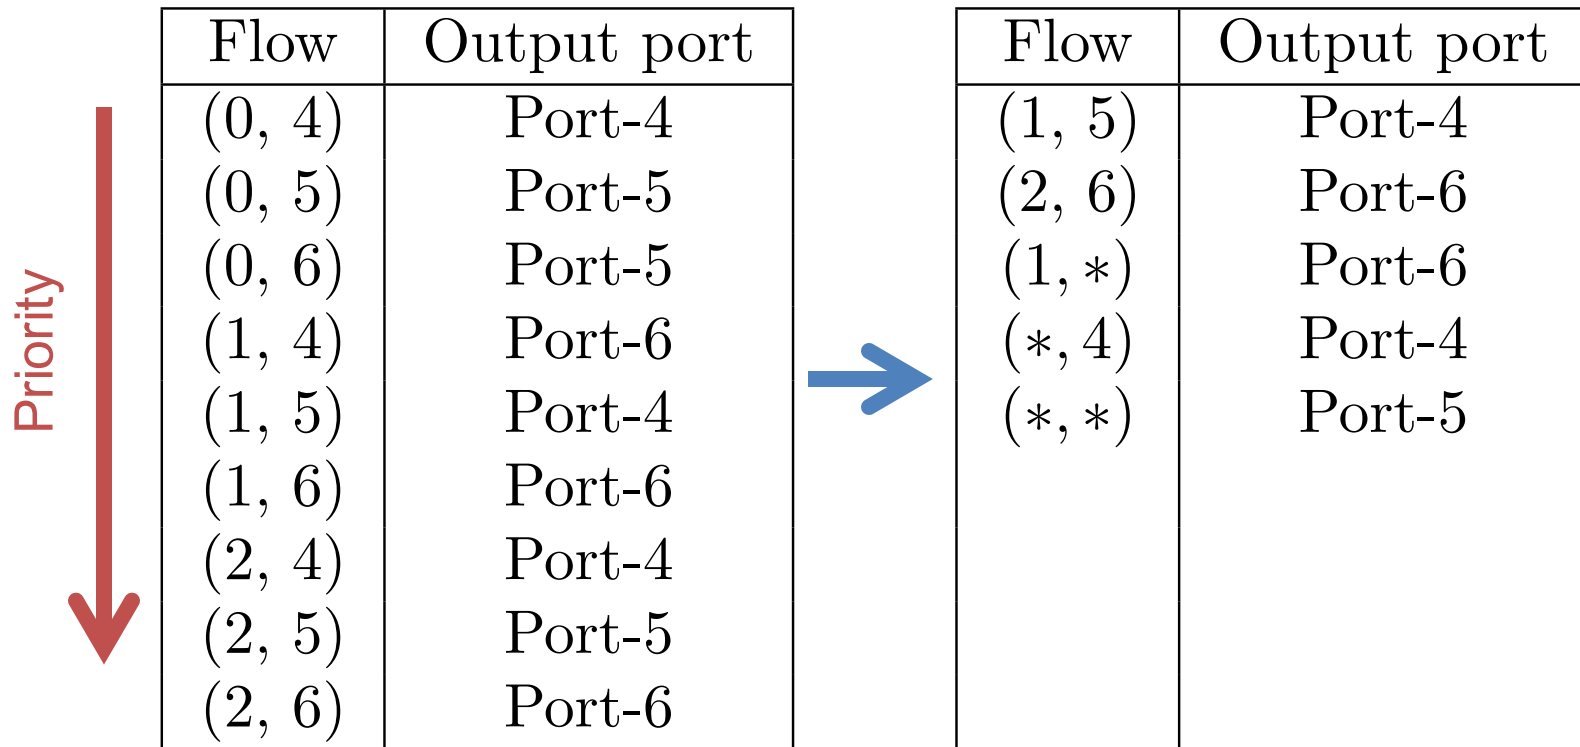 Priority
Flow Output port
(0, 4) Port-4
(0, 5) Port-5
(0, 6) Port-5
(1, 4) Port-6
(1, 5) Port-4
(1, 6) Port-6
(2, 4) Port-4
(2, 5) Port-5
(2, 6) Port-6
Flow Output port
(1, 5) Port-4
(2, 6) Port-6
(1, *) Port-6
(*, 4) Port-4
(*, *) Port-5